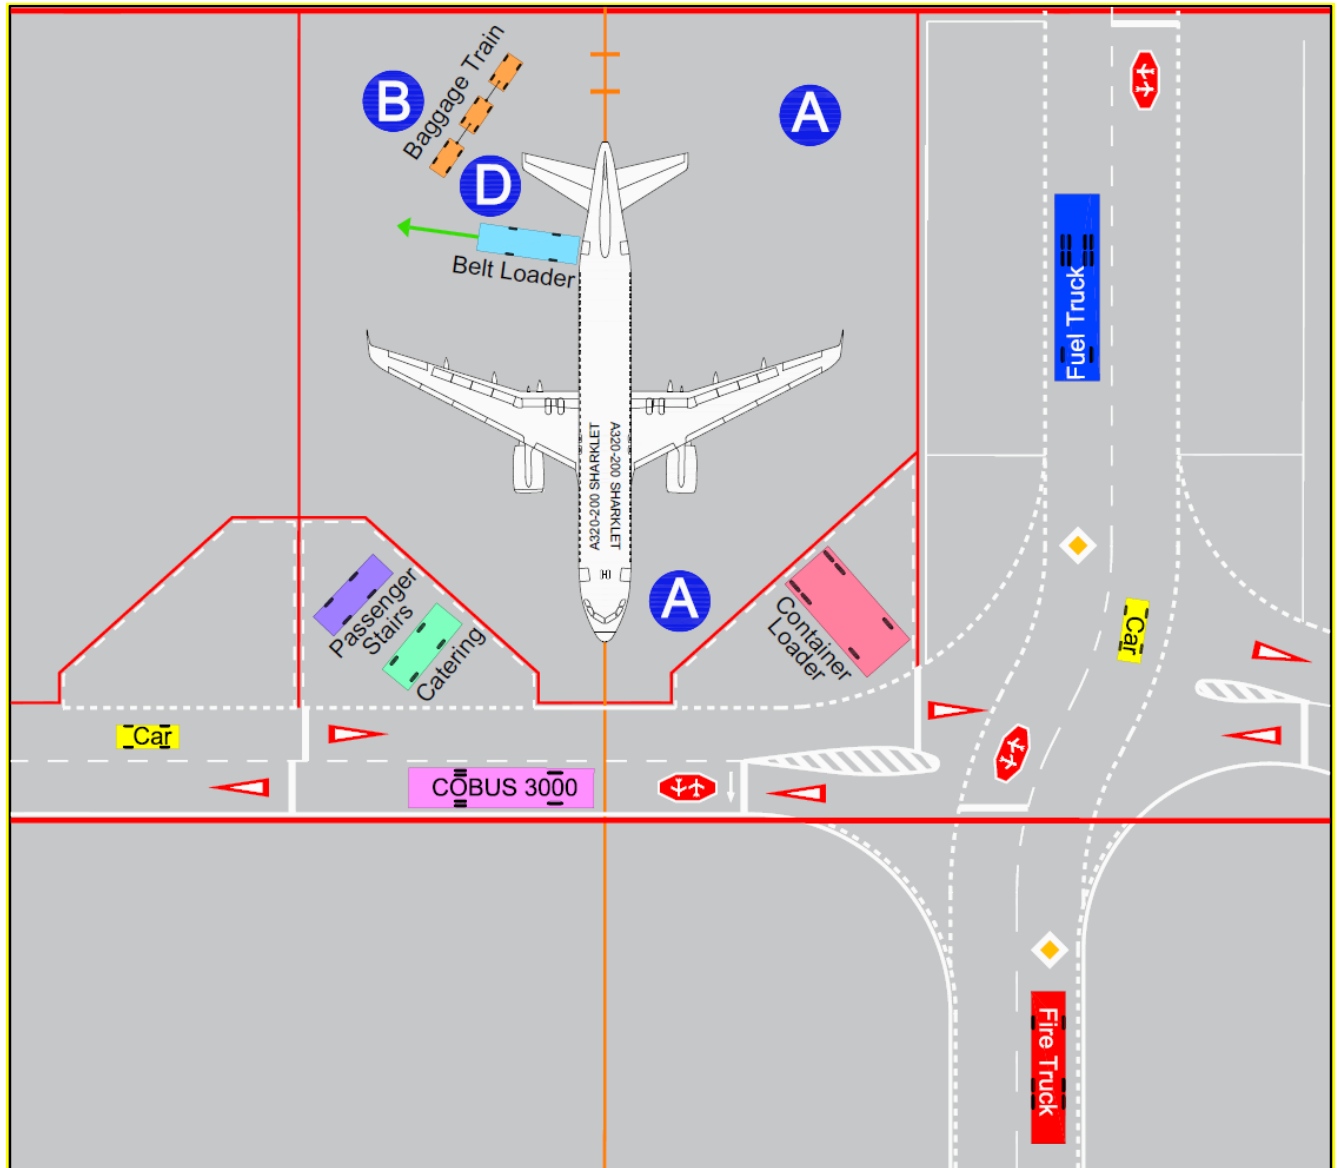 Baggage Train
B
A
D
Belt Loader
Fuel Truck
A320-200 SHARKLET
A320-200 SHARKLET
A
Passenger
Stairs
Catering
Container
Loader
Car
Car
COBUS 3000
Fire Truck